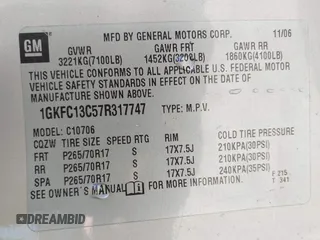 GM
MFD BY GENERAL MOTORS CORP. 11/06
GVWR GAWR FRT GAWR RR
3221KG(7100LB) 1452KG(3200LB) 1860KG(4100LB)
THIS VEHICLE CONFORMS TO ALL APPLICABLE U.S. FEDERAL MOTOR
VEHICLE SAFETY
STANDARDS IN EFFECT ON THE DATE OF
MANUFACTURE SHOWN ABOVE.
1GKFC13C57R317747 TYPE: M.P.V.
MODEL: C10706
CQZW TIRE SIZE SPEED RTG RIM COLD TIRE PRESSURE
FRT P265/70R17 S 17X7.5J 210KPA(30PSI)
RR P265/70R17 S 17X7.5J 210KPA(30PSI)
SPA P265/70R17 S 17X7.5J 240KPA(35PSI)
SEE OWNER'S MANUAL FOR MORE INFORMATION.
F 215
T 341
DREAMBID